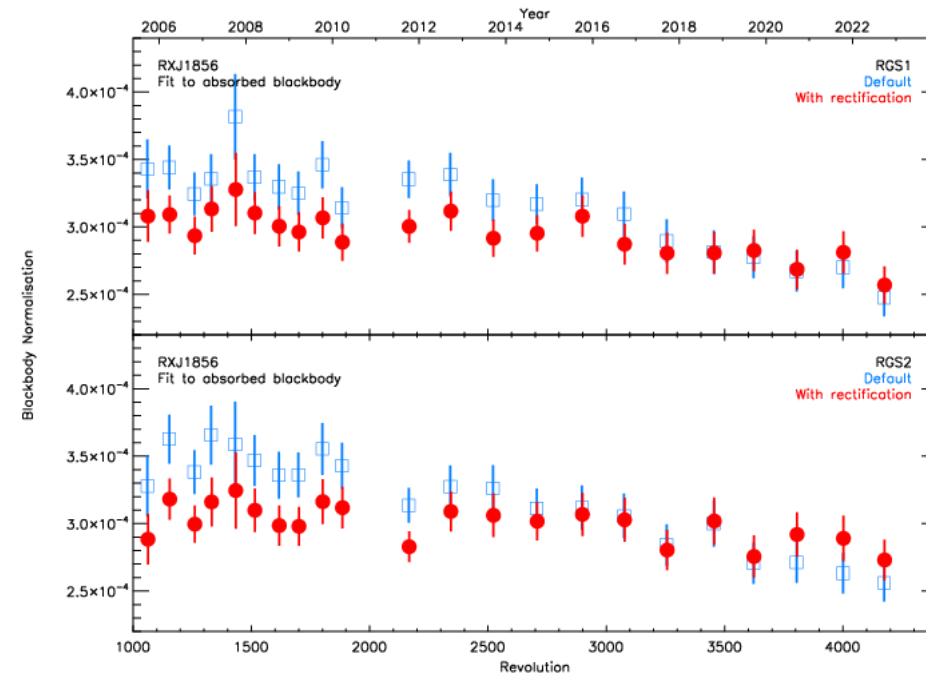 Year
2006 2008 2010 2012 2014 2016 2018 2020 2022
RXJ1856
Fit to absorbed blackbody
RGS1
Default
With rectification
4.0×10⁻⁴
3.5×10⁻⁴
3.0×10⁻⁴
2.5×10⁻⁴
Blackbody Normalisation
RXJ1856
Fit to absorbed blackbody
RGS2
Default
With rectification
4.0×10⁻⁴
3.5×10⁻⁴
3.0×10⁻⁴
2.5×10⁻⁴
1000 1500 2000 2500 3000 3500 4000
Revolution